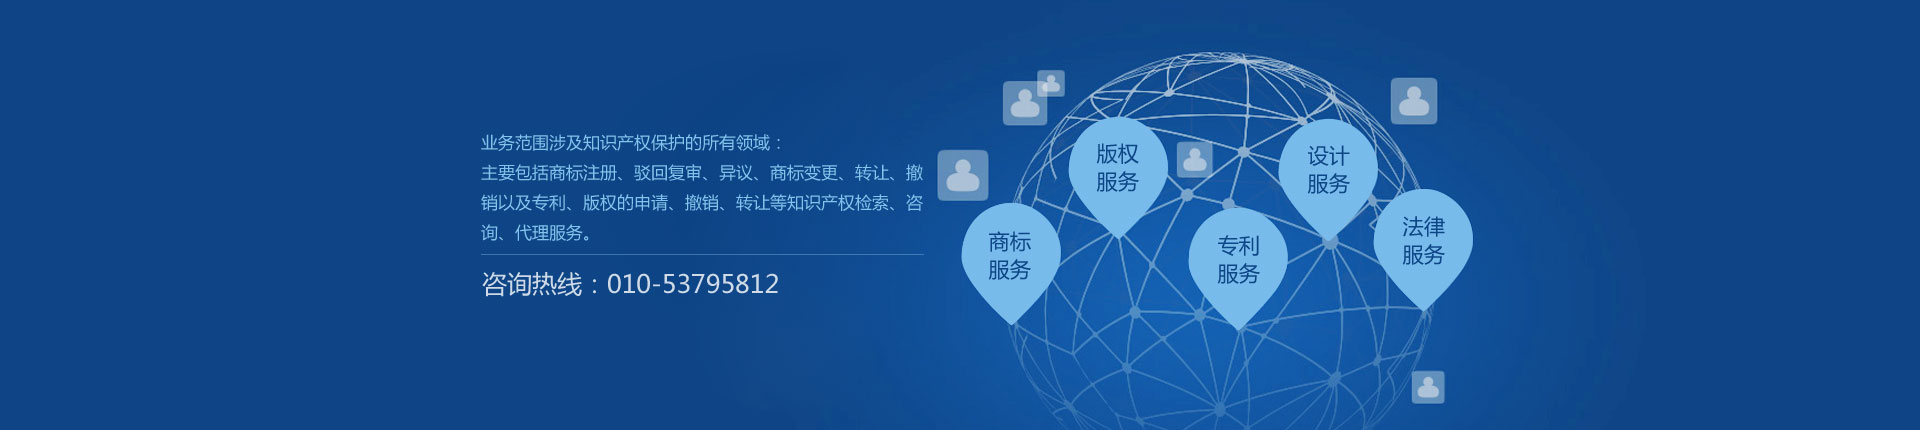 业务范围涉及知识产权保护的所有领域：
主要包括商标注册、驳回复审、异议、商标变更、转让、撤
销以及专利、版权的申请、撤销、转让等知识产权检索、咨
询、代理服务。
咨询热线：010-53795812
版权
服务
设计
服务
商标
服务
专利
服务
法律
服务